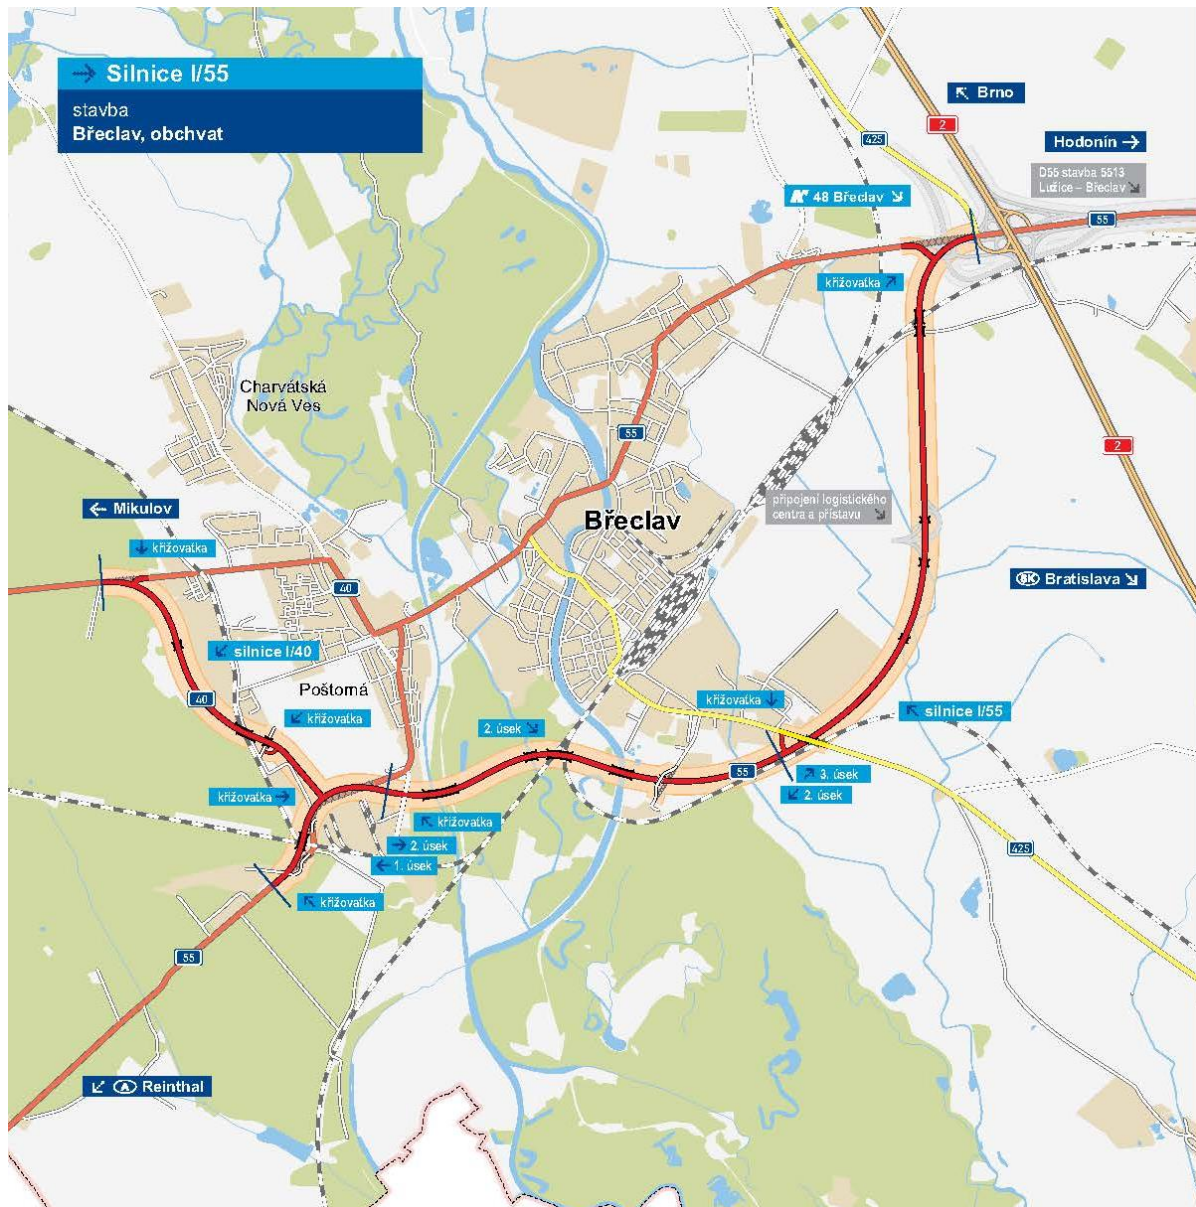 Silnice I/55
stavba
Břeclav, obchvat
Brno
2
425
Hodonín
D55 stavba 5513
Lužice – Břeclav
48 Břeclav
55
křižovatka
Charvátská
Nová Ves
55
2
připojení logistického
centra a přístavu
Břeclav
Mikulov
křižovatka
40
SK Bratislava
silnice I/40
Poštorná
40
křižovatka
křižovatka
silnice I/55
2. úsek
křižovatka
55
3. úsek
2. úsek
křižovatka
2. úsek
1. úsek
425
křižovatka
55
A Reinthal